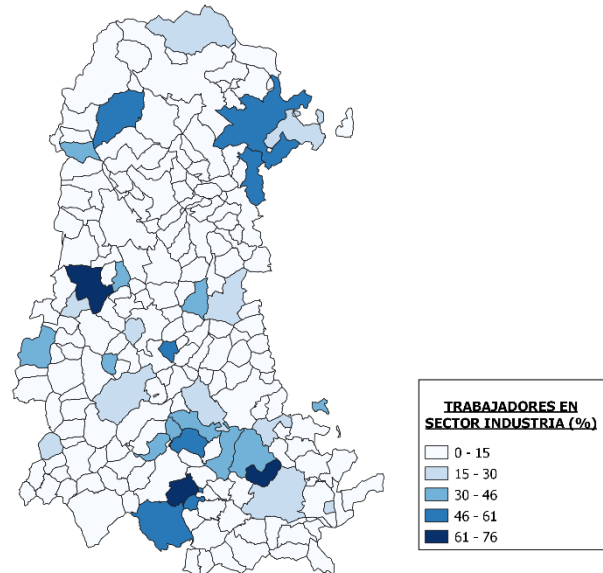 TRABAJADORES EN
SECTOR INDUSTRIA (%)
0 - 15
15 - 30
30 - 46
46 - 61
61 - 76